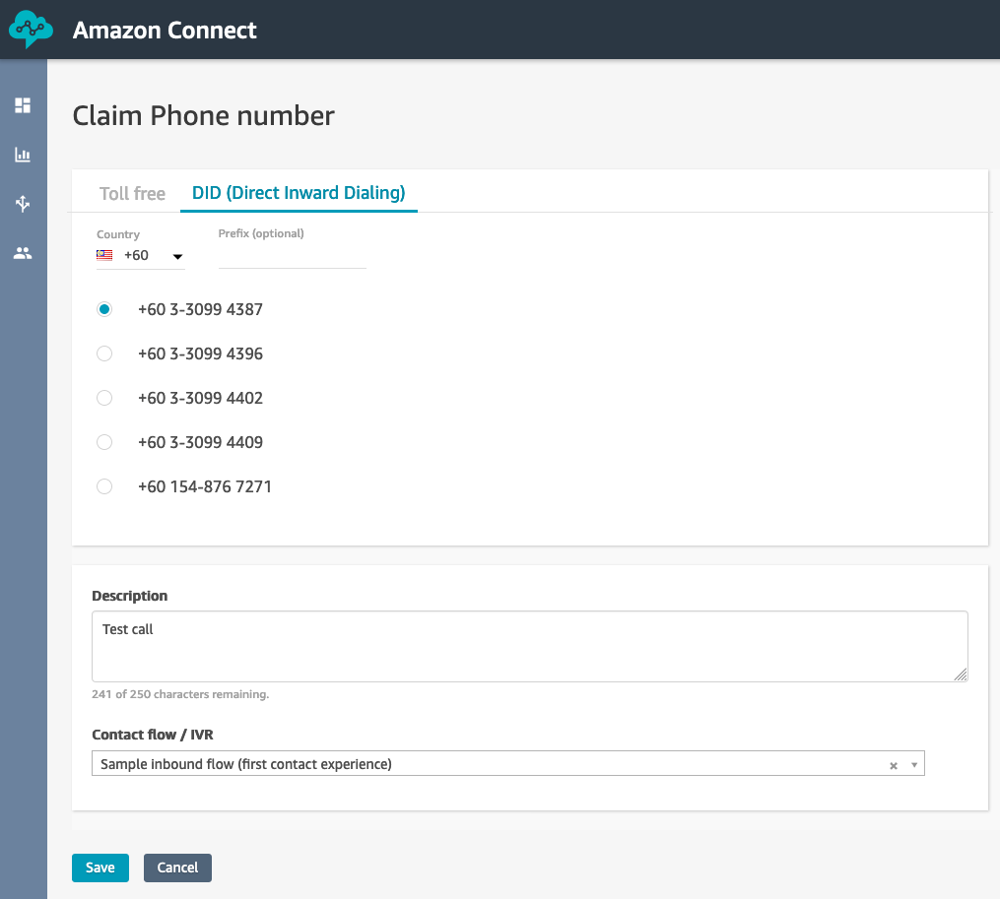 Amazon Connect
Claim Phone number
Toll free DID (Direct Inward Dialing)
Country Prefix (optional)
+60
+60 3-3099 4387
+60 3-3099 4396
+60 3-3099 4402
+60 3-3099 4409
+60 154-876 7271
Description
Test call
241 of 250 characters remaining.
Contact flow / IVR
Sample inbound flow (first contact experience)
Save Cancel